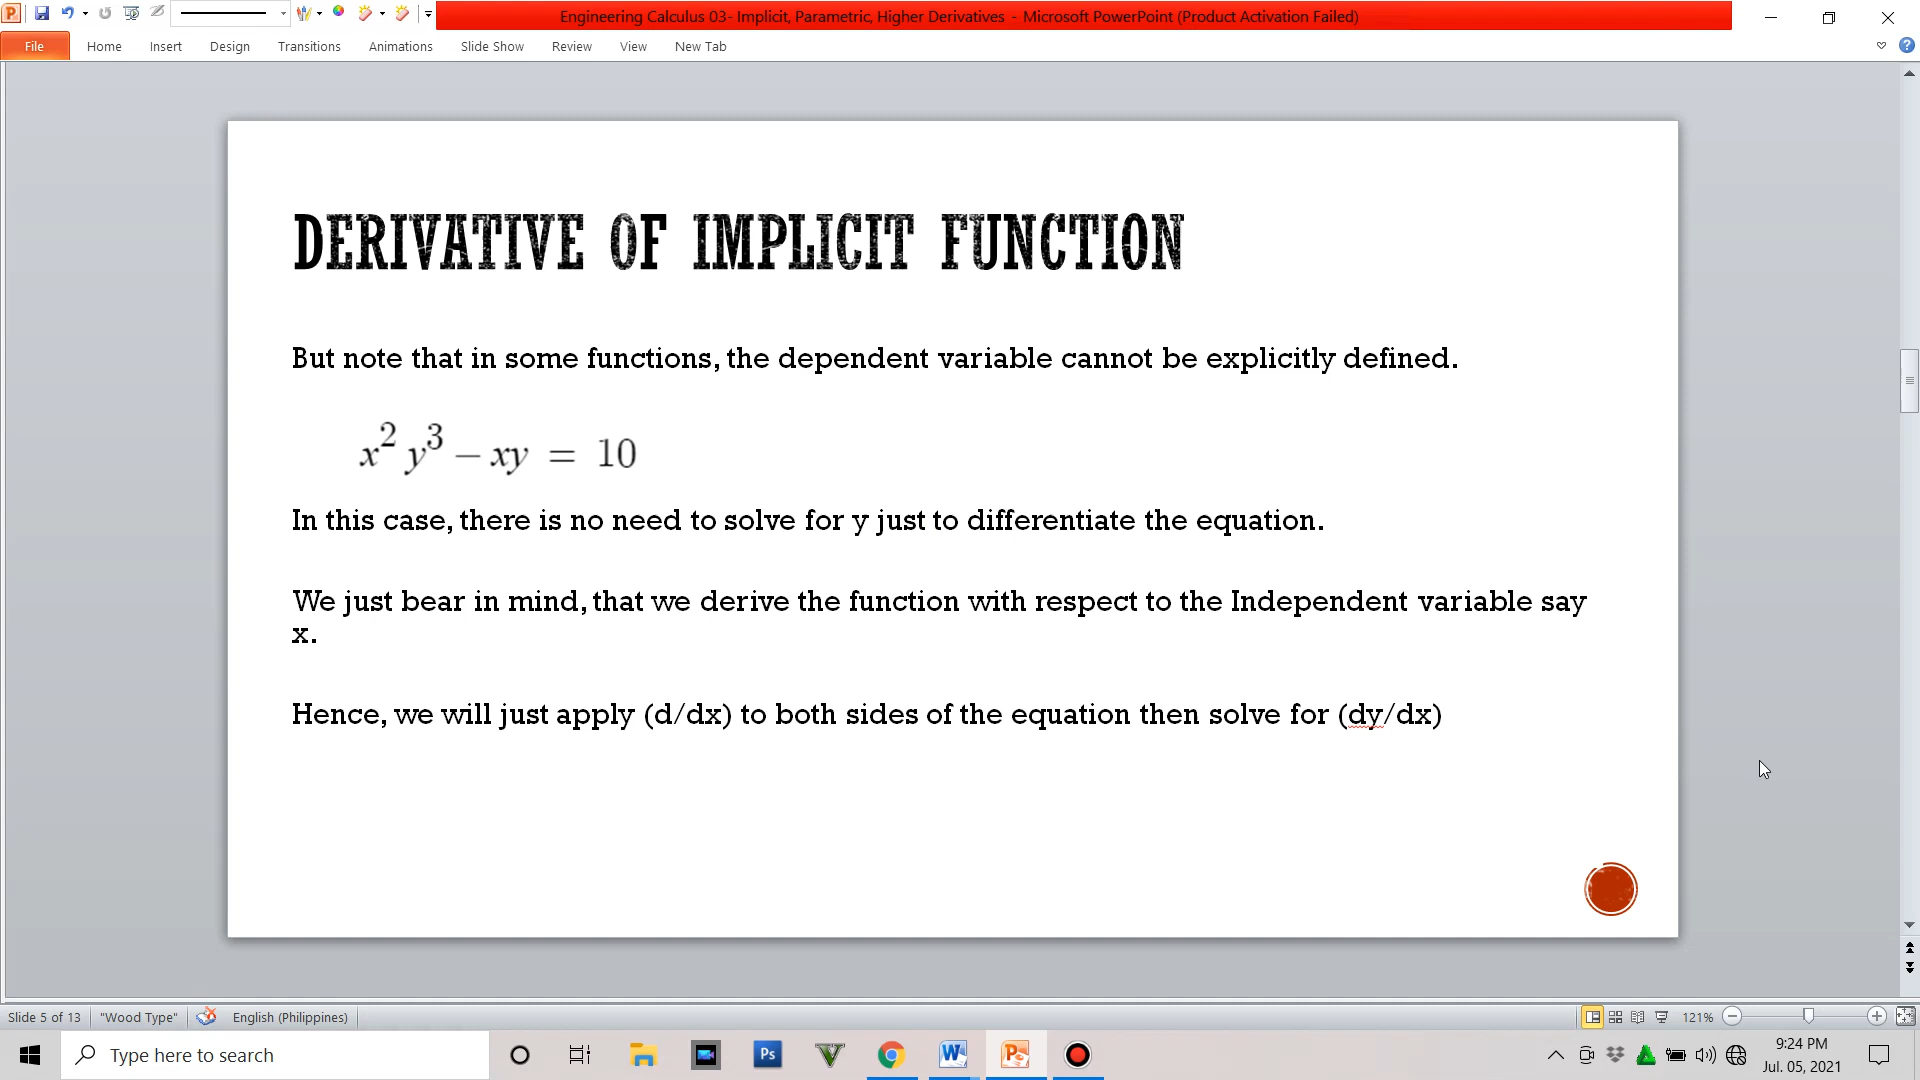 Engineering Calculus 03- Implicit, Parametric, Higher Derivatives - Microsoft PowerPoint (Product Activation Failed)
File Home Insert Design Transitions Animations Slide Show Review View New Tab
DERIVATIVE OF IMPLICIT FUNCTION
But note that in some functions, the dependent variable cannot be explicitly defined.
x² y³ – xy = 10
In this case, there is no need to solve for y just to differentiate the equation.
We just bear in mind, that we derive the function with respect to the Independent variable say
x.
Hence, we will just apply (d/dx) to both sides of the equation then solve for (dy/dx)
Slide 5 of 13 "Wood Type" English (Philippines) 121%
Type here to search
Ps
9:24 PM
Jul. 05, 2021